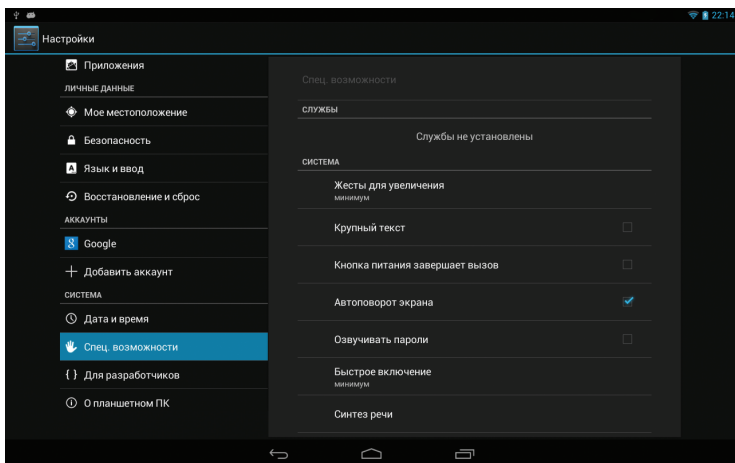 22:14
Настройки
Приложения
ЛИЧНЫЕ ДАННЫЕ
Мое местоположение
Безопасность
Язык и ввод
Восстановление и сброс
АККАУНТЫ
Google
Добавить аккаунт
СИСТЕМА
Дата и время
Спец. возможности
Для разработчиков
О планшетном ПК
Спец. возможности
СЛУЖБЫ
Службы не установлены
СИСТЕМА
Жесты для увеличения
минимум
Крупный текст
Кнопка питания завершает вызов
Автоповорот экрана
Озвучивать пароли
Быстрое включение
минимум
Синтез речи